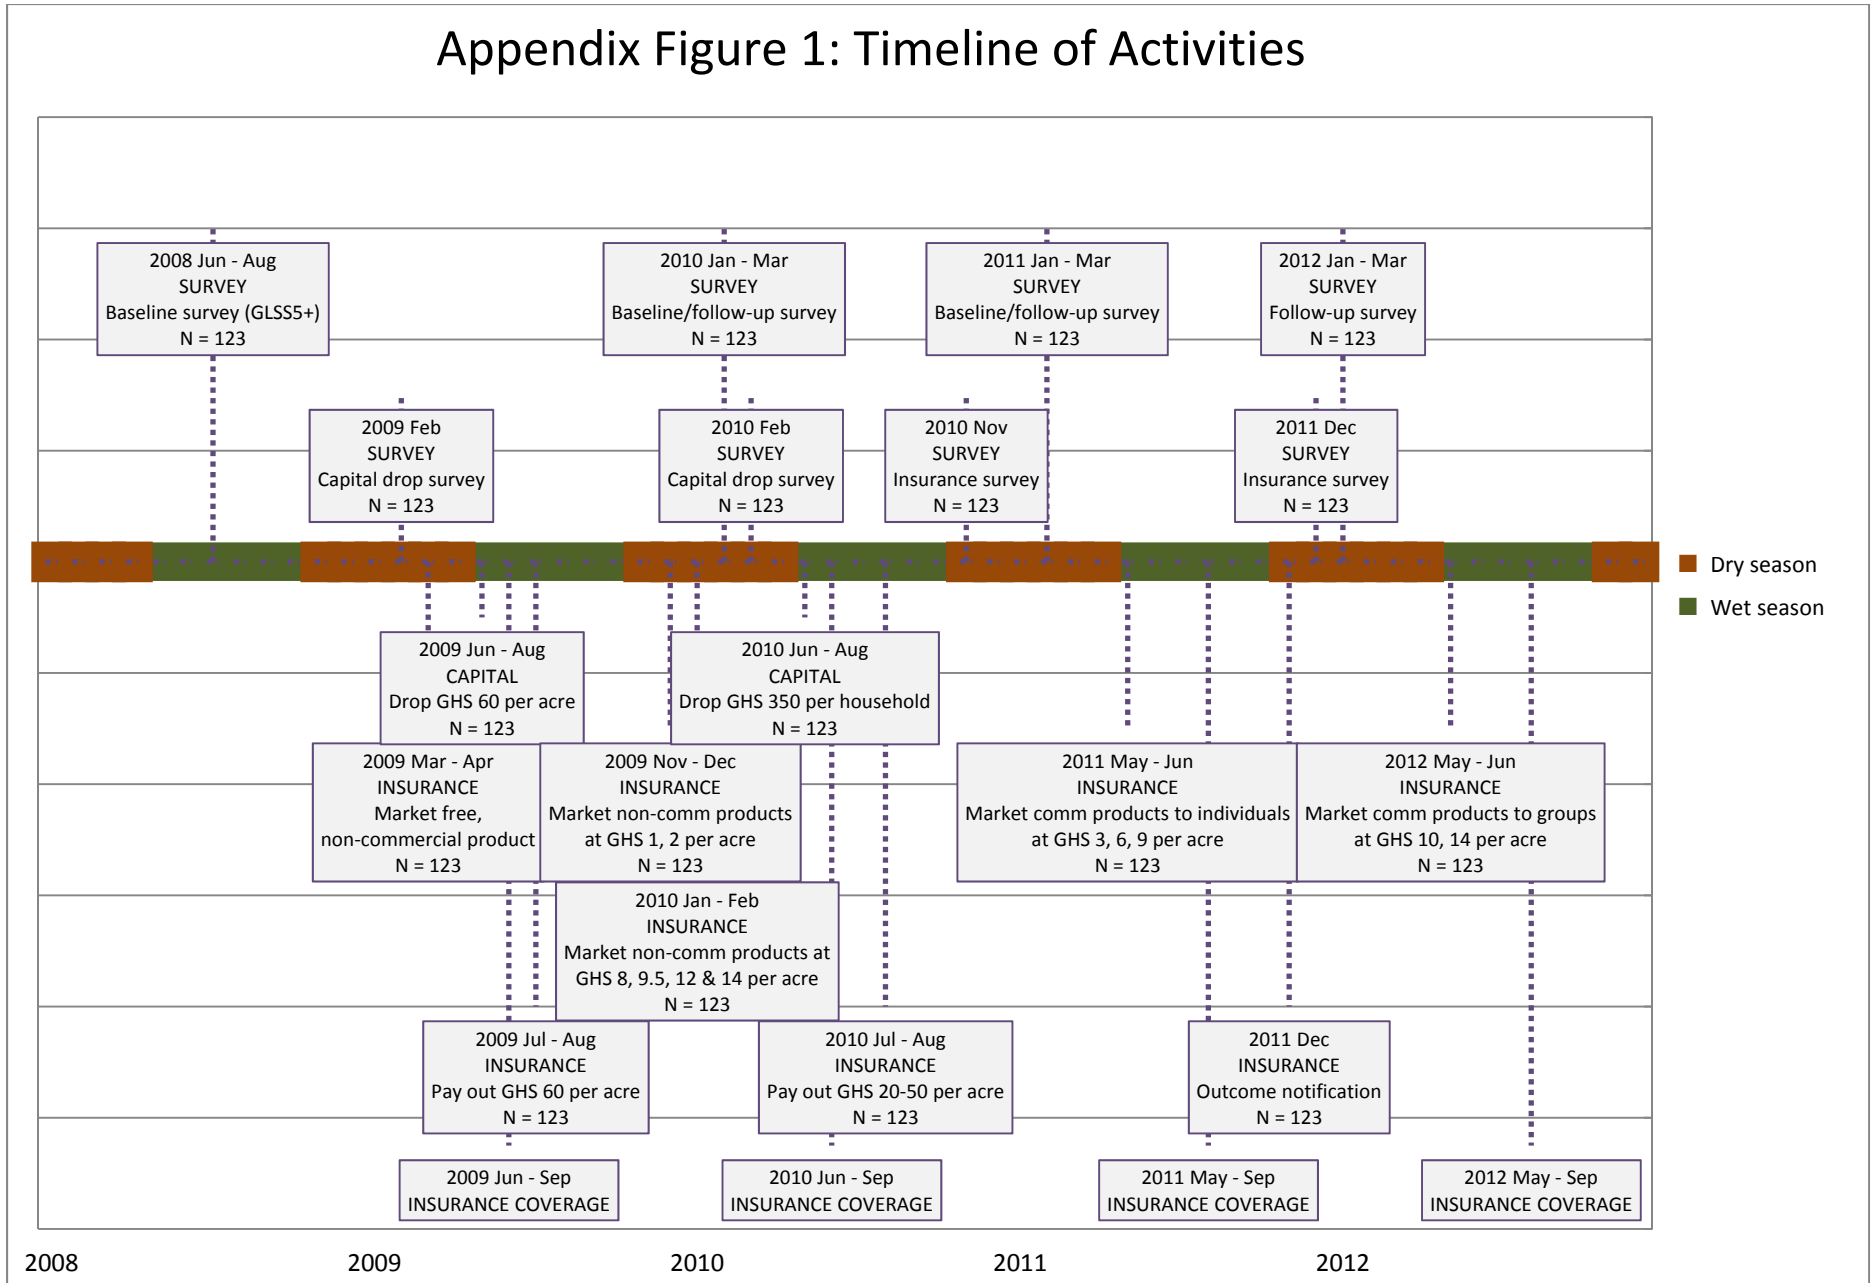 Appendix Figure 1: Timeline of Activities
2008 Jun - Aug
SURVEY
Baseline survey (GLSS5+)
N = 123
2010 Jan - Mar
SURVEY
Baseline/follow-up survey
N = 123
2011 Jan - Mar
SURVEY
Baseline/follow-up survey
N = 123
2012 Jan - Mar
SURVEY
Follow-up survey
N = 123
2009 Feb
SURVEY
Capital drop survey
N = 123
2010 Feb
SURVEY
Capital drop survey
N = 123
2010 Nov
SURVEY
Insurance survey
N = 123
2011 Dec
SURVEY
Insurance survey
N = 123
Dry season
Wet season
2009 Jun - Aug
CAPITAL
Drop GHS 60 per acre
N = 123
2010 Jun - Aug
CAPITAL
Drop GHS 350 per household
N = 123
2009 Mar - Apr
INSURANCE
Market free,
non-commercial product
N = 123
2009 Nov - Dec
INSURANCE
Market non-comm products
at GHS 1, 2 per acre
N = 123
2011 May - Jun
INSURANCE
Market comm products to individuals
at GHS 3, 6, 9 per acre
N = 123
2012 May - Jun
INSURANCE
Market comm products to groups
at GHS 10, 14 per acre
N = 123
2010 Jan - Feb
INSURANCE
Market non-comm products at
GHS 8, 9.5, 12 & 14 per acre
N = 123
2009 Jul - Aug
INSURANCE
Pay out GHS 60 per acre
N = 123
2010 Jul - Aug
INSURANCE
Pay out GHS 20-50 per acre
N = 123
2011 Dec
INSURANCE
Outcome notification
N = 123
2009 Jun - Sep
INSURANCE COVERAGE
2010 Jun - Sep
INSURANCE COVERAGE
2011 May - Sep
INSURANCE COVERAGE
2012 May - Sep
INSURANCE COVERAGE
2008
2009
2010
2011
2012